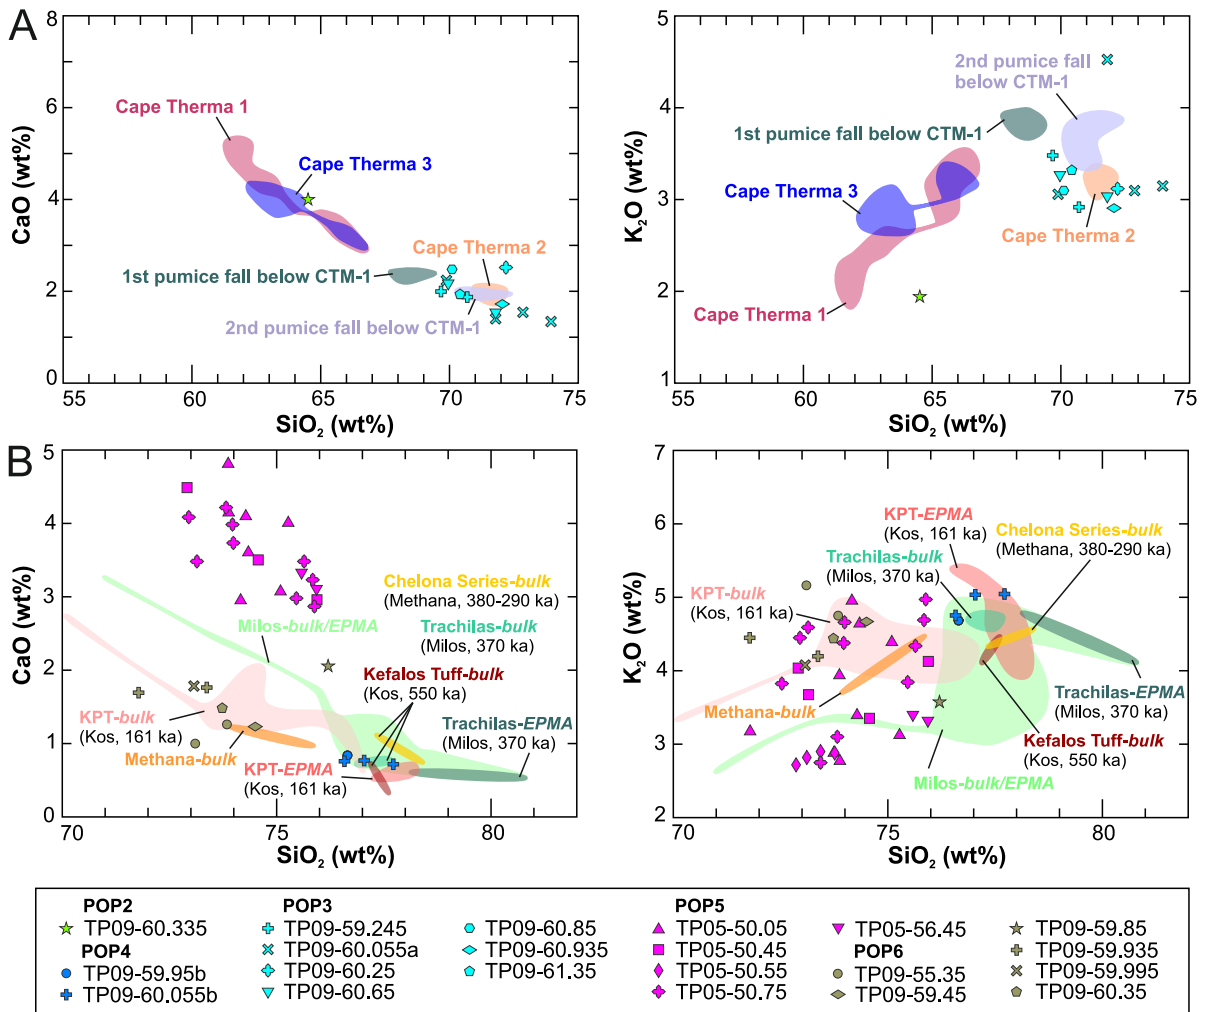 A
8
6
4
2
0
CaO (wt%)
Cape Therma 1
Cape Therma 3
Cape Therma 2
1st pumice fall below CTM-1
2nd pumice fall below CTM-1
55
60
65
70
75
SiO2 (wt%)
5
4
3
2
1
K2O (wt%)
2nd pumice fall
below CTM-1
1st pumice fall below CTM-1
Cape Therma 3
Cape Therma 2
Cape Therma 1
55
60
65
70
75
SiO2 (wt%)
B
5
4
3
2
1
0
CaO (wt%)
Chelona Series-bulk
(Methana, 380-290 ka)
Milos-bulk/EPMA
Trachilas-bulk
(Milos, 370 ka)
Kefalos Tuff-bulk
(Kos, 550 ka)
KPT-bulk
(Kos, 161 ka)
Trachilas-EPMA
(Milos, 370 ka)
Methana-bulk
KPT-EPMA
(Kos, 161 ka)
70
75
80
SiO2 (wt%)
7
6
5
4
3
2
K2O (wt%)
KPT-EPMA
(Kos, 161 ka)
Chelona Series-bulk
(Methana, 380-290 ka)
Trachilas-bulk
(Milos, 370 ka)
KPT-bulk
(Kos, 161 ka)
Trachilas-EPMA
(Milos, 370 ka)
Methana-bulk
Kefalos Tuff-bulk
(Kos, 550 ka)
Milos-bulk/EPMA
70
75
80
SiO2 (wt%)
POP2
TP09-60.335
POP4
TP09-59.95b
TP09-60.055b
POP3
TP09-59.245
TP09-60.055a
TP09-60.25
TP09-60.65
TP09-60.85
TP09-60.935
TP09-61.35
POP5
TP05-50.05
TP05-50.45
TP05-50.55
TP05-50.75
TP05-56.45
POP6
TP09-55.35
TP09-59.45
TP09-59.85
TP09-59.935
TP09-59.995
TP09-60.35